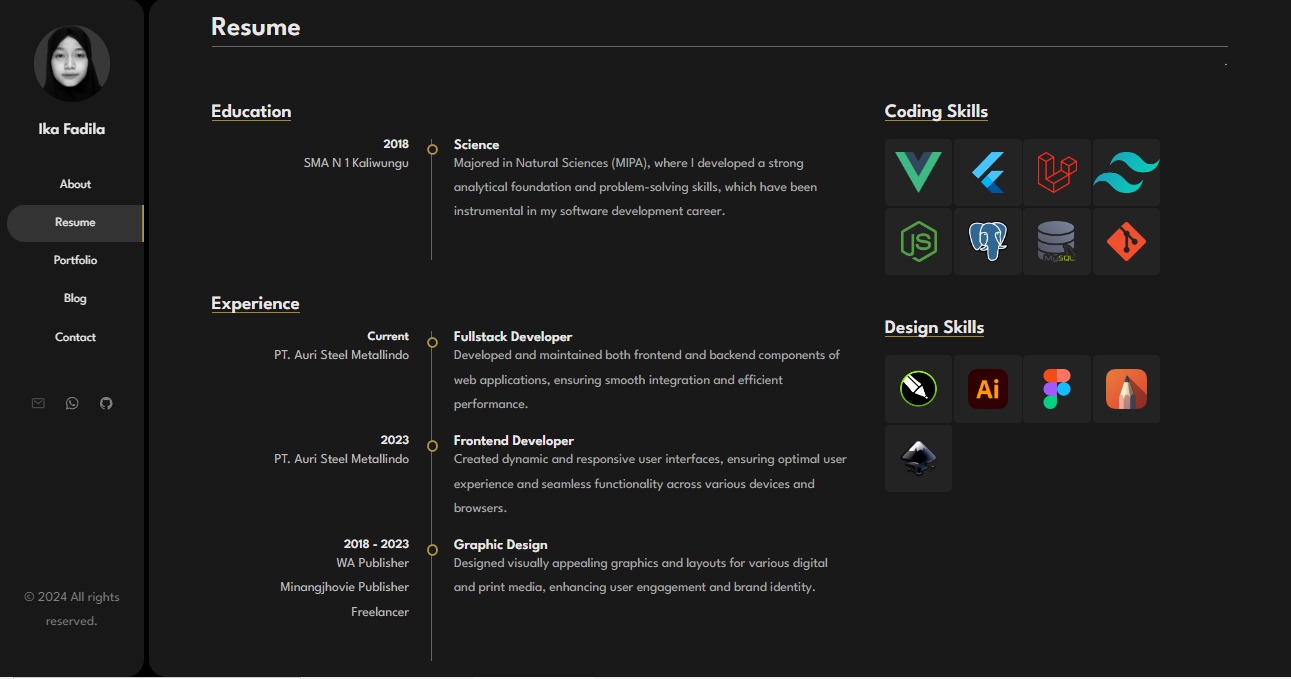 Ika Fadila
About
Resume
Portfolio
Blog
Contact
© 2024 All rights
reserved.
Resume
Education
2018
SMA N 1 Kaliwungu
Science
Majored in Natural Sciences (MIPA), where I developed a strong
analytical foundation and problem-solving skills, which have been
instrumental in my software development career.
Experience
Current
PT. Auri Steel Metallindo
Fullstack Developer
Developed and maintained both frontend and backend components of
web applications, ensuring smooth integration and efficient
performance.
2023
PT. Auri Steel Metallindo
Frontend Developer
Created dynamic and responsive user interfaces, ensuring optimal user
experience and seamless functionality across various devices and
browsers.
2018 - 2023
WA Publisher
Minangjhovie Publisher
Freelancer
Graphic Design
Designed visually appealing graphics and layouts for various digital
and print media, enhancing user engagement and brand identity.
Coding Skills
JS
MySQL
Design Skills
Ai